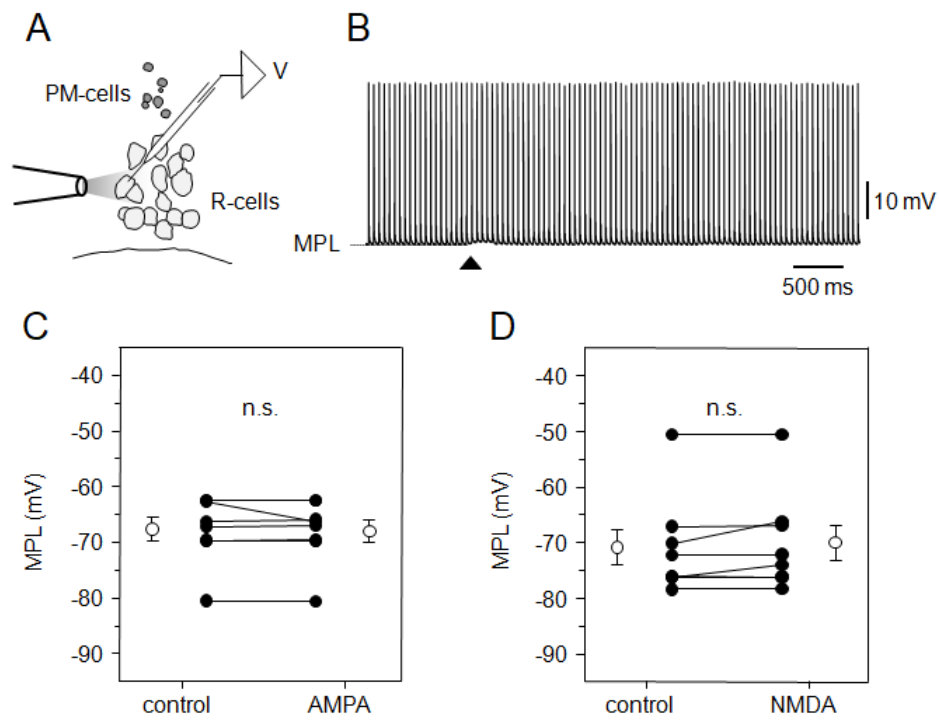 A
V
PM-cells
R-cells
B
10 mV
MPL
500 ms
C
-40
-50
-60
-70
-80
-90
MPL (mV)
n.s.
control AMPA
D
-40
-50
-60
-70
-80
-90
MPL (mV)
n.s.
control NMDA